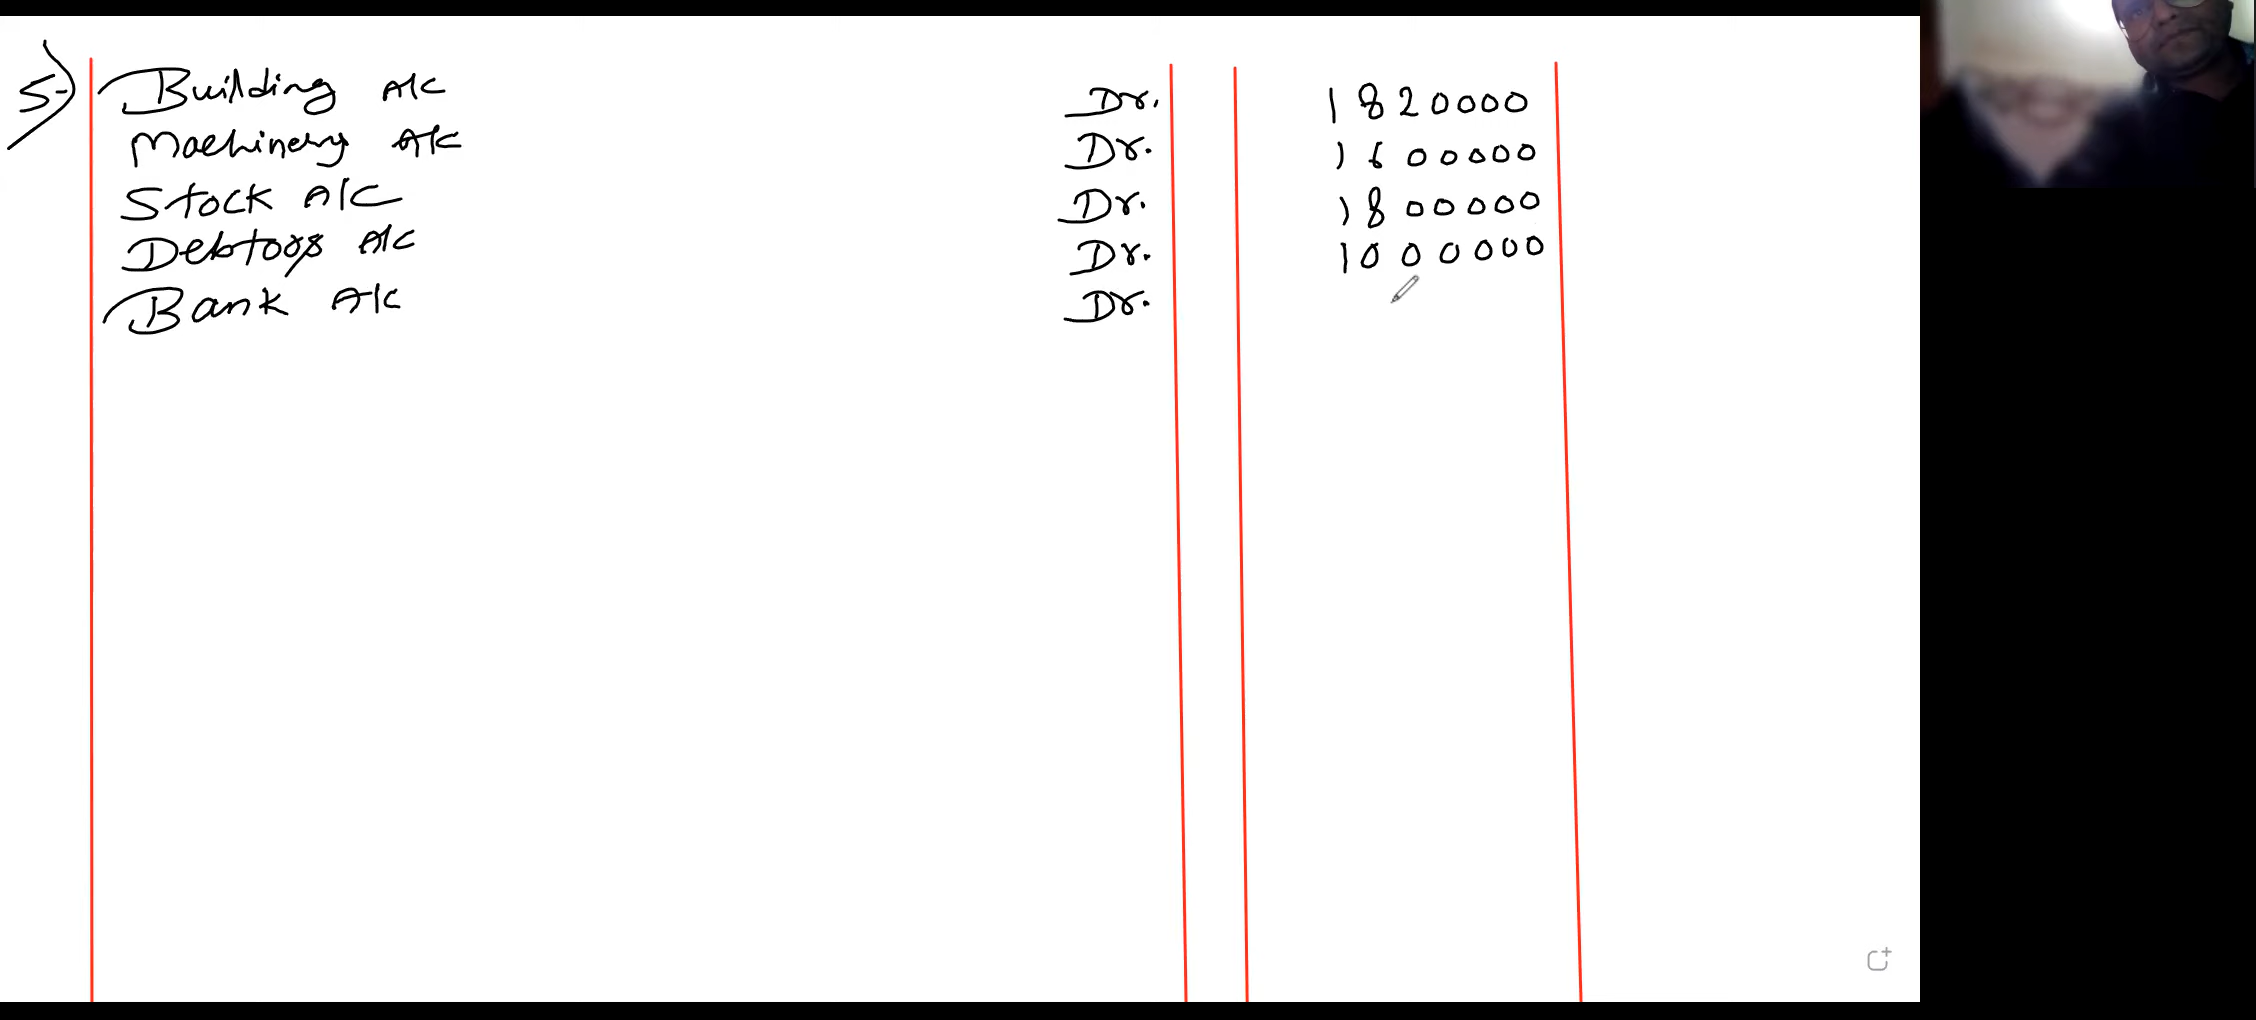 5) Building A/c Dr. 1820000
Machinery A/c Dr. 1600000
Stock A/c Dr. 1800000
Debtors A/c Dr. 1000000
Bank A/c Dr.